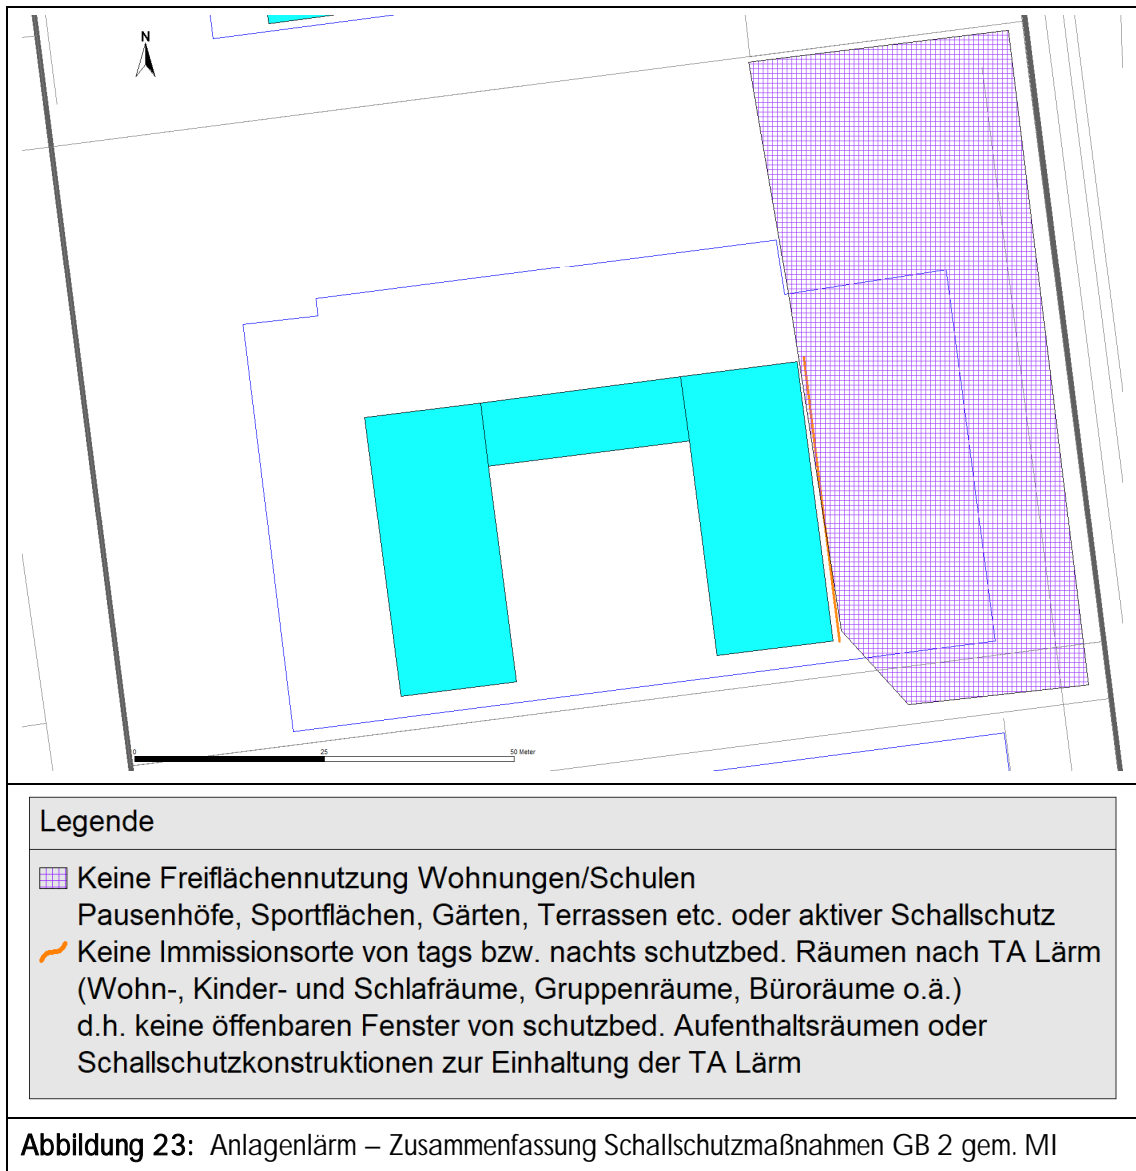 N
0 25 50 Meter
Legende
Keine Freiflächennutzung Wohnungen/Schulen
Pausenhöfe, Sportflächen, Gärten, Terrassen etc. oder aktiver Schallschutz
Keine Immissionsorte von tags bzw. nachts schutzbed. Räumen nach TA Lärm
(Wohn-, Kinder- und Schlafräume, Gruppenräume, Büroräume o.ä.)
d.h. keine öffenbaren Fenster von schutzbed. Aufenthaltsräumen oder
Schallschutzkonstruktionen zur Einhaltung der TA Lärm
Abbildung 23: Anlagenlärm – Zusammenfassung Schallschutzmaßnahmen GB 2 gem. MI